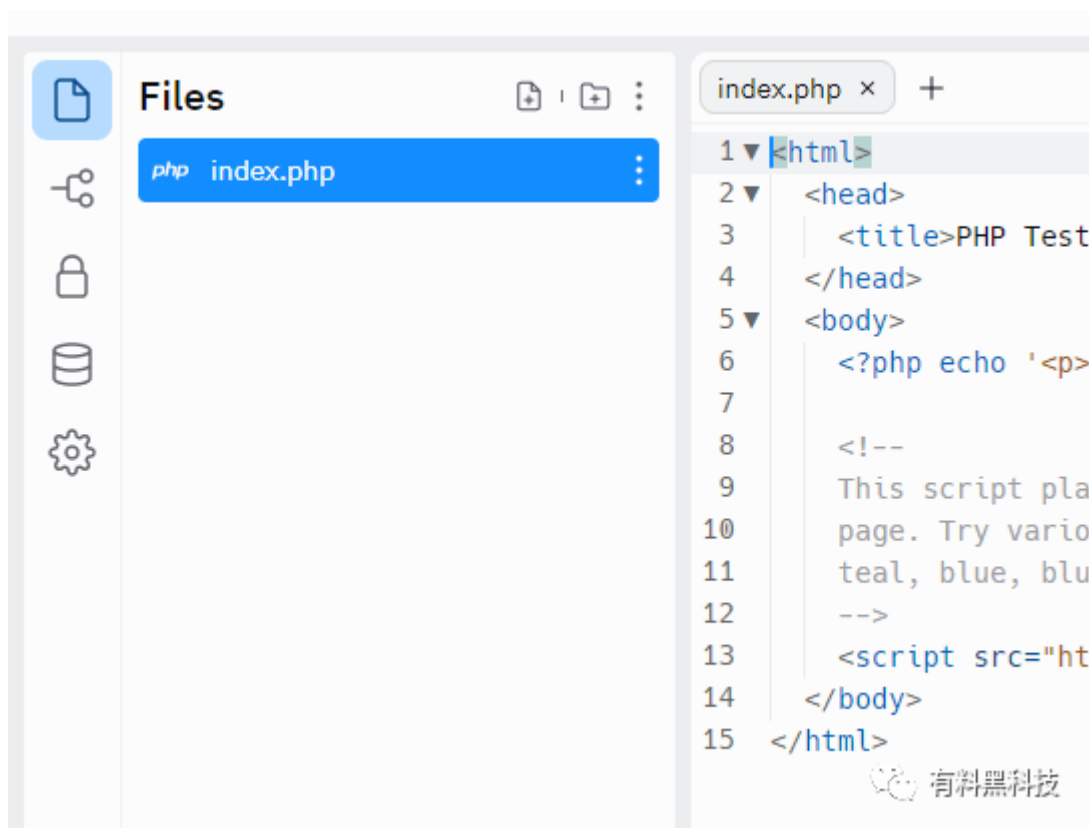 Files
php index.php
index.php × +
1 <html>
2 <head>
3 <title>PHP Test
4 </head>
5 <body>
6 <?php echo '<p>
7
8 <!--
9 This script pla
10 page. Try vario
11 teal, blue, blu
12 -->
13 <script src="ht
14 </body>
15 </html>
有料黑科技